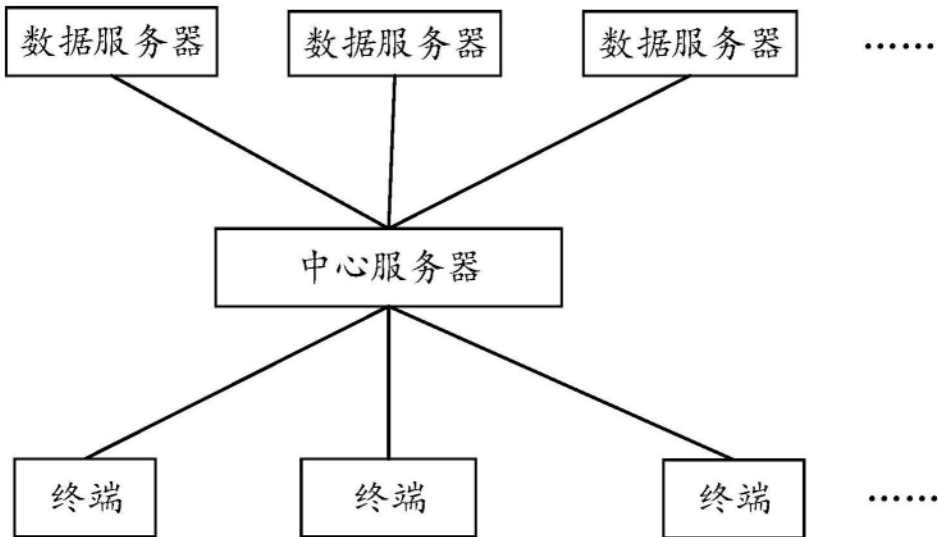 数据服务器 数据服务器 数据服务器 ……
中心服务器
终端 终端 终端 ……